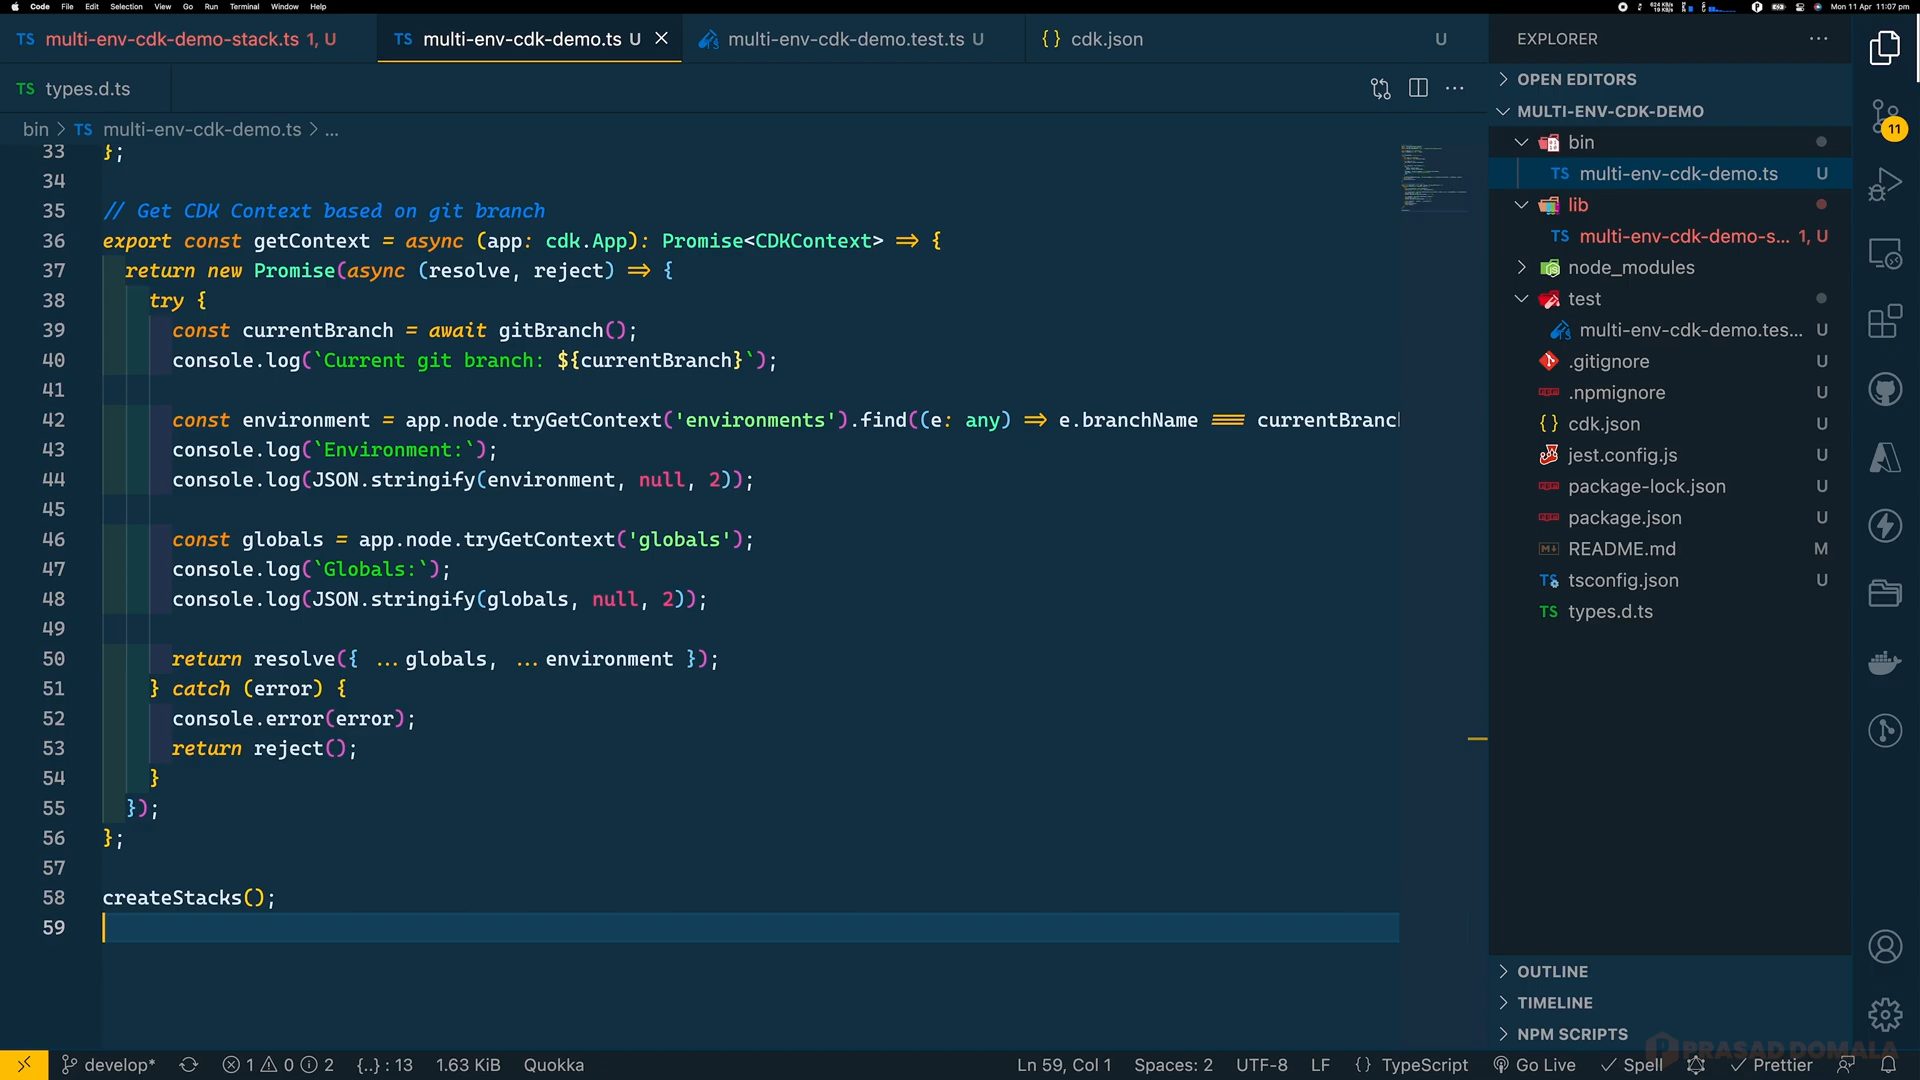 Code File Edit Selection View Go Run Terminal Window Help
Mon 11 Apr 11:07 pm
TS multi-env-cdk-demo-stack.ts 1, U
TS multi-env-cdk-demo.ts U
multi-env-cdk-demo.test.ts U
{} cdk.json U
TS types.d.ts
bin > TS multi-env-cdk-demo.ts > ...
33 };
34
35 // Get CDK Context based on git branch
36 export const getContext = async (app: cdk.App): Promise<CDKContext> => {
37 return new Promise(async (resolve, reject) => {
38 try {
39 const currentBranch = await gitBranch();
40 console.log(`Current git branch: ${currentBranch}`);
41
42 const environment = app.node.tryGetContext('environments').find((e: any) => e.branchName === currentBranc
43 console.log(`Environment:`);
44 console.log(JSON.stringify(environment, null, 2));
45
46 const globals = app.node.tryGetContext('globals');
47 console.log(`Globals:`);
48 console.log(JSON.stringify(globals, null, 2));
49
50 return resolve({ ...globals, ...environment });
51 } catch (error) {
52 console.error(error);
53 return reject();
54 }
55 });
56 };
57
58 createStacks();
59
EXPLORER
OPEN EDITORS
MULTI-ENV-CDK-DEMO
bin
TS multi-env-cdk-demo.ts U
lib
TS multi-env-cdk-demo-s... 1, U
node_modules
test
multi-env-cdk-demo.tes... U
.gitignore U
.npmignore U
{} cdk.json U
jest.config.js U
package-lock.json U
package.json U
README.md M
TS tsconfig.json U
TS types.d.ts
OUTLINE
TIMELINE
NPM SCRIPTS
11
develop* 1 0 2 {..} : 13 1.63 KiB Quokka
Ln 59, Col 1 Spaces: 2 UTF-8 LF {} TypeScript Go Live Spell Prettier
PRASAD DOMALA